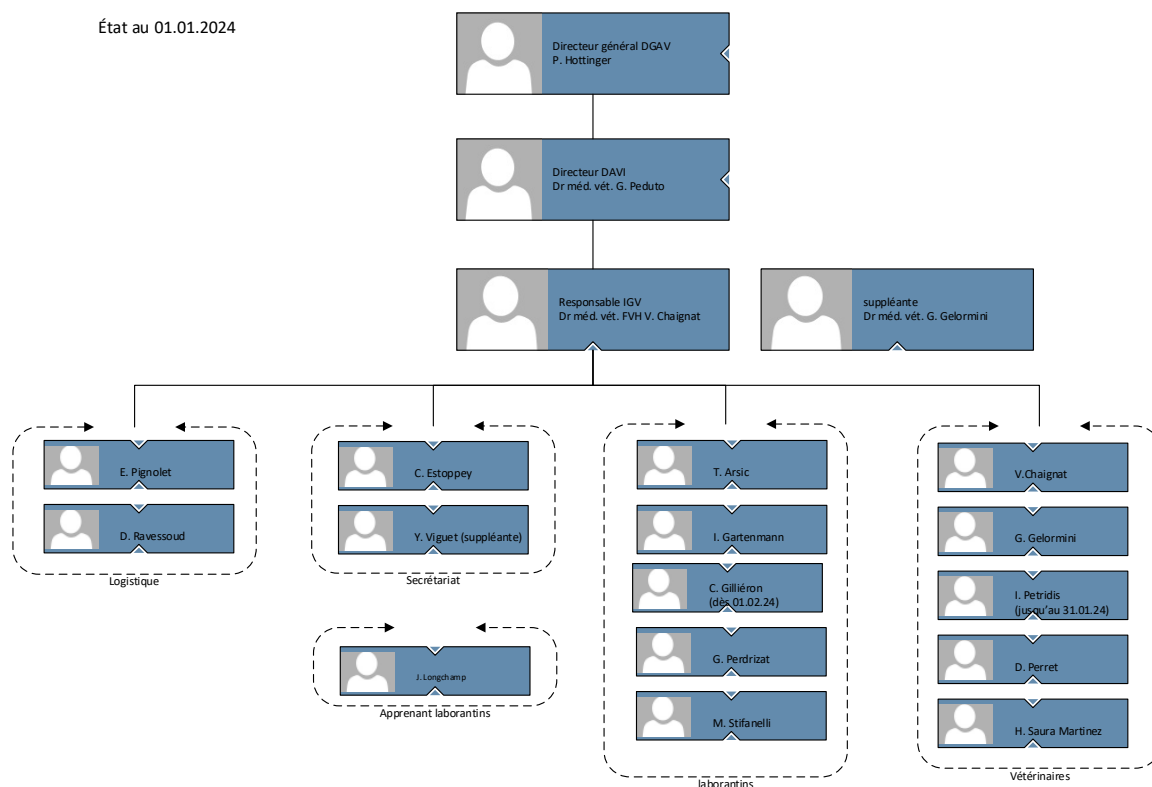 État au 01.01.2024
Directeur général DGAV
P. Hottinger
Directeur DAVI
Dr méd. vét. G. Peduto
Responsable IGV
Dr méd. vét. FVH V. Chaignat
suppléante
Dr méd. vét. G. Gelormini
E. Pignolet
D. Ravessoud
Logistique
C. Estoppey
Y. Viguet (suppléante)
Secrétariat
J. Longchamp
Apprenant laborantins
T. Arsic
I. Gartenmann
C. Gilliéron
(dès 01.02.24)
G. Perdrizat
M. Stifanelli
laborantins
V.Chaignat
G. Gelormini
I. Petridis
(jusqu'au 31.01.24)
D. Perret
H. Saura Martinez
Vétérinaires